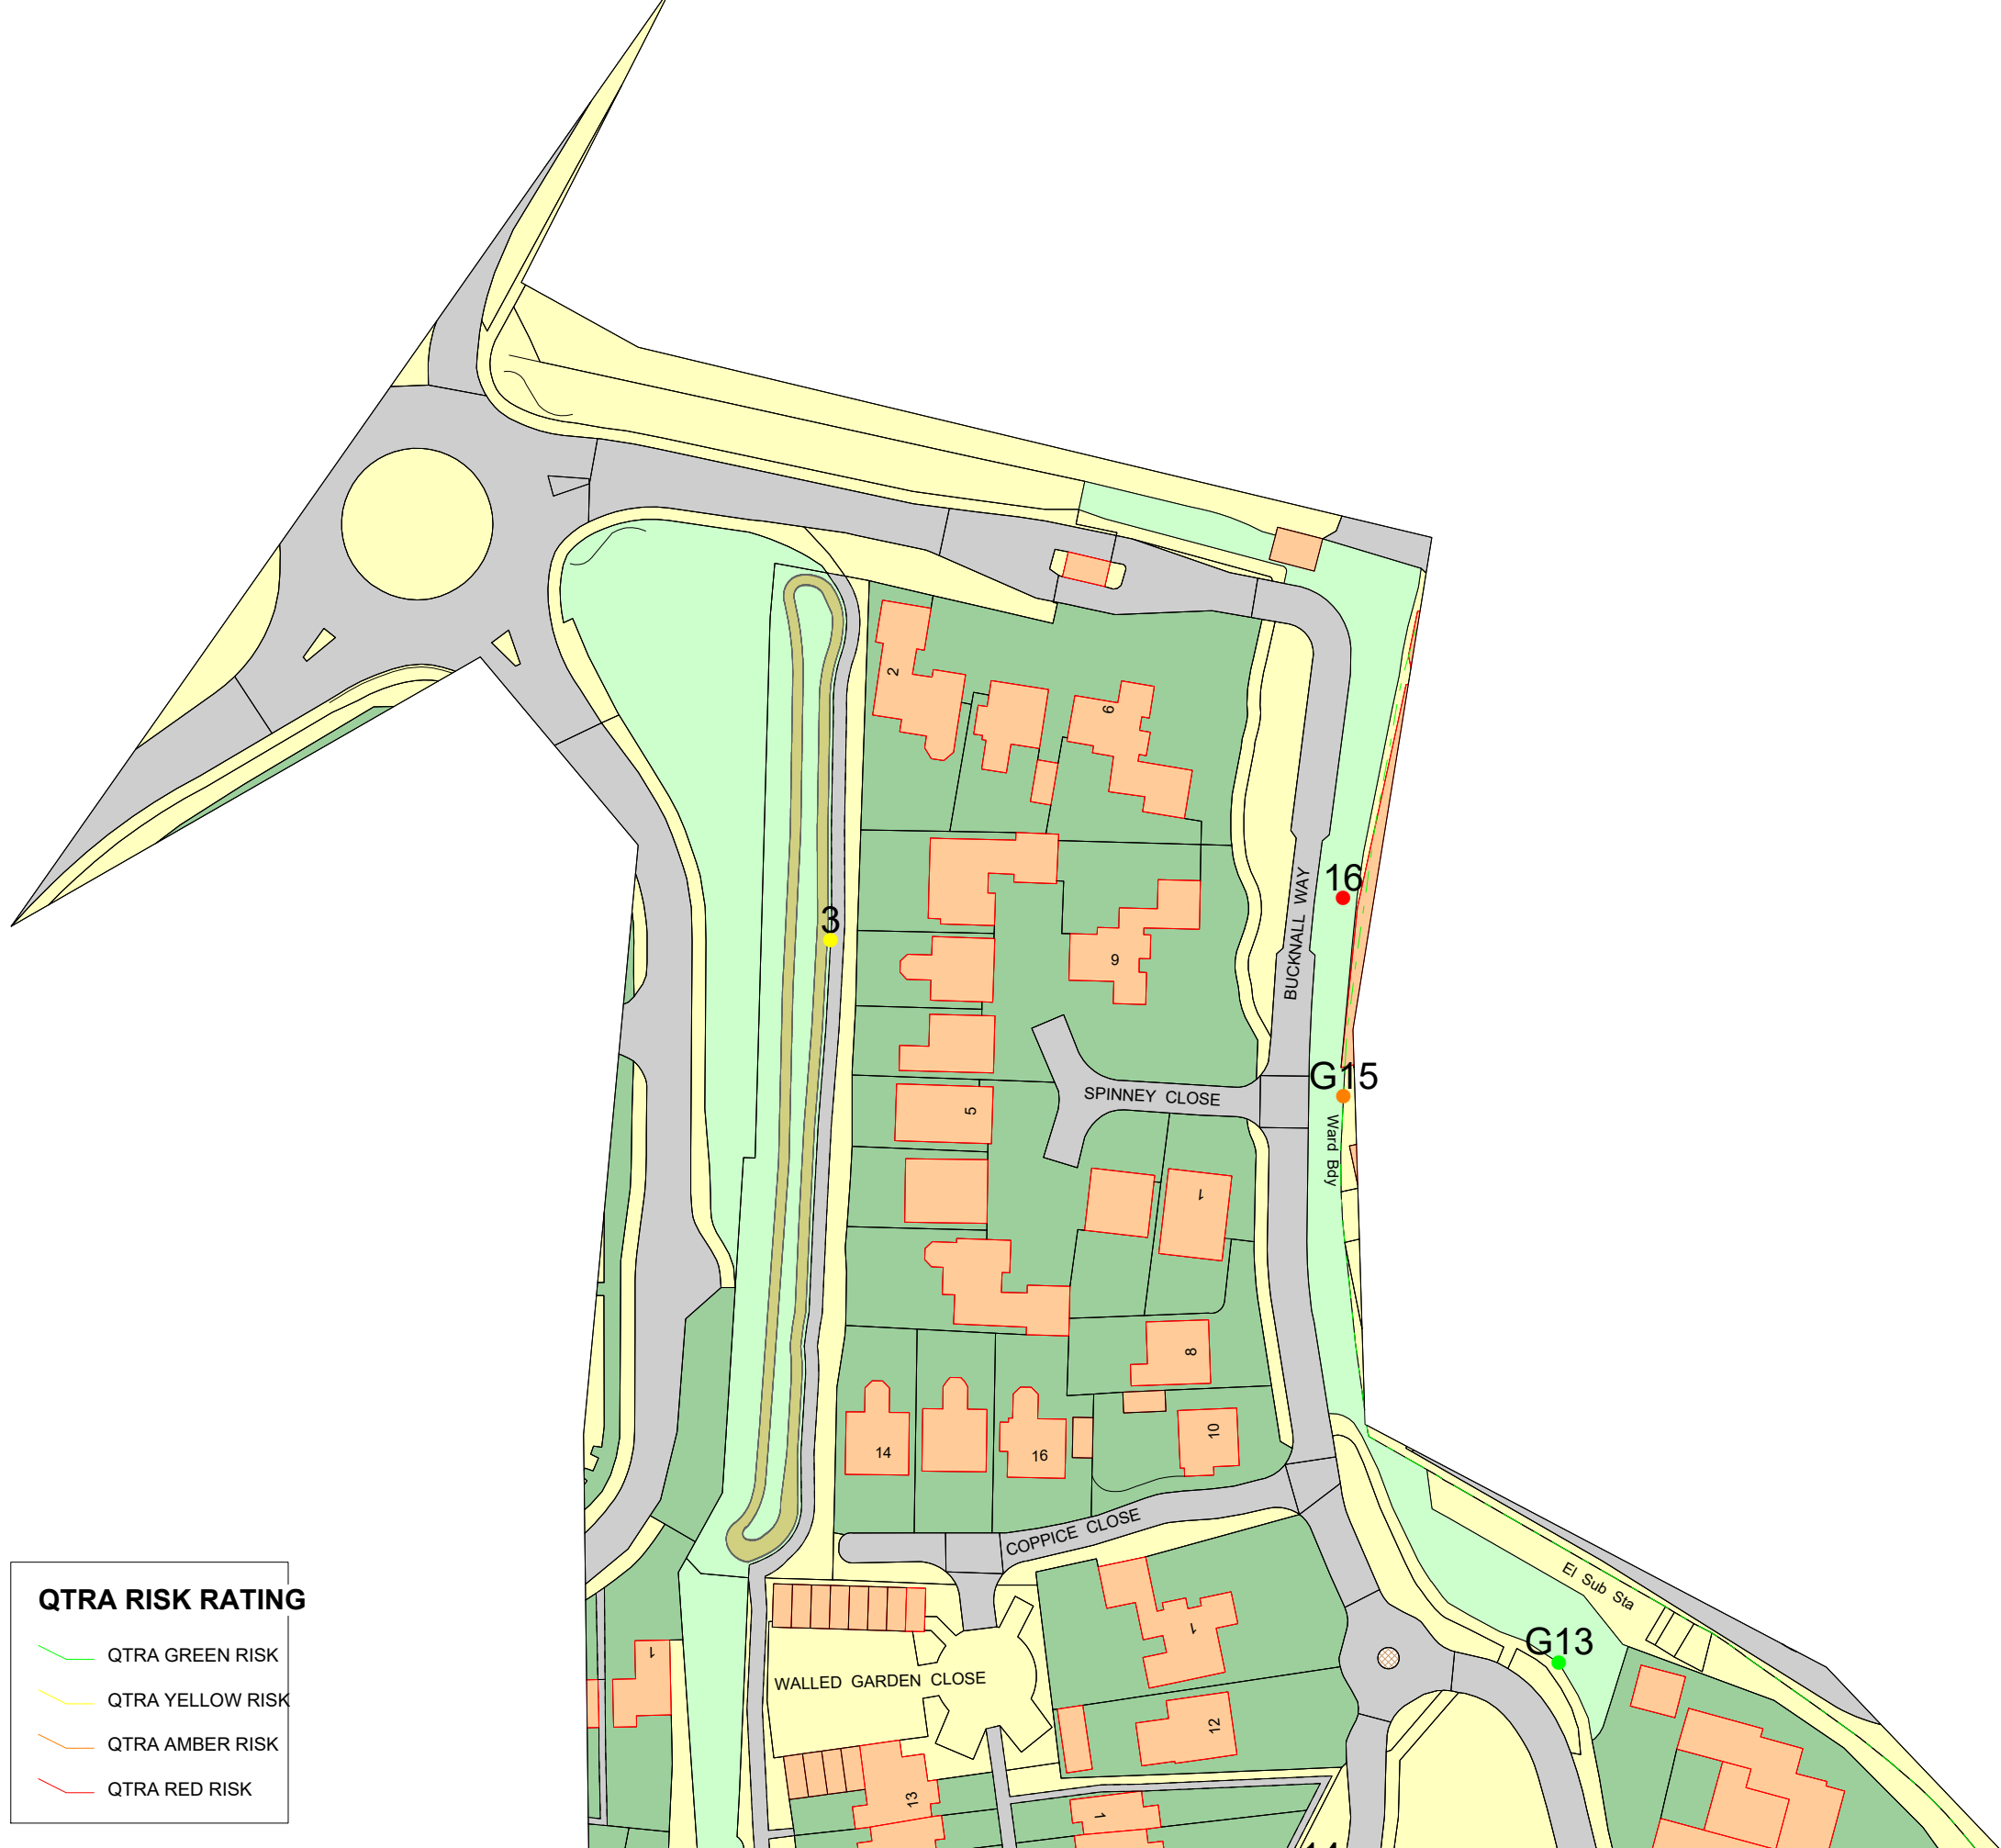 2
6
16
3
BUCKNALL WAY
9
G15
SPINNEY CLOSE
5
Ward Bdy
1
8
14
16
10
COPPICE CLOSE
El Sub Sta
QTRA RISK RATING
QTRA GREEN RISK
QTRA YELLOW RISK
QTRA AMBER RISK
QTRA RED RISK
1
1
G13
WALLED GARDEN CLOSE
12
13
1